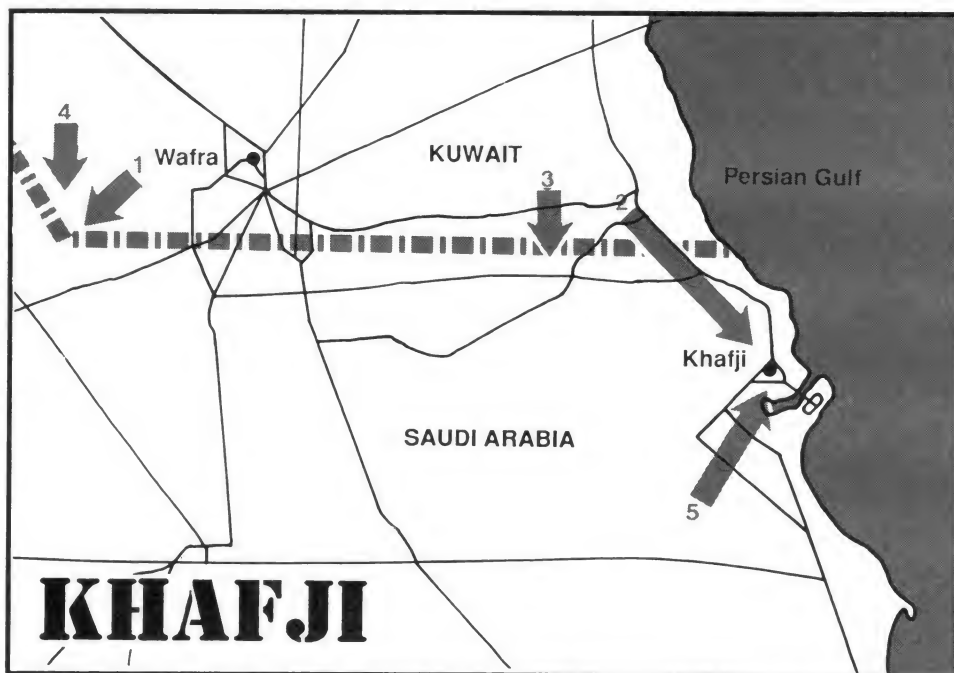 4
1
Wafra
KUWAIT
3
2
Persian Gulf
Khafji
SAUDI ARABIA
5
KHAFJI